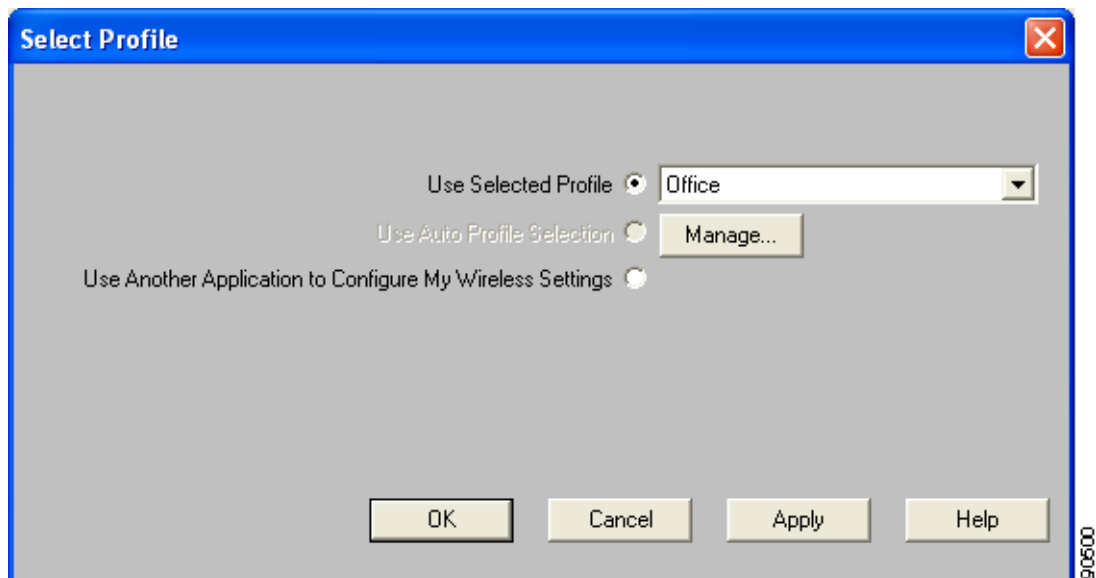 Select Profile
Use Selected Profile Office
Use Auto Profile Selection Manage...
Use Another Application to Configure My Wireless Settings
OK Cancel Apply Help
90500